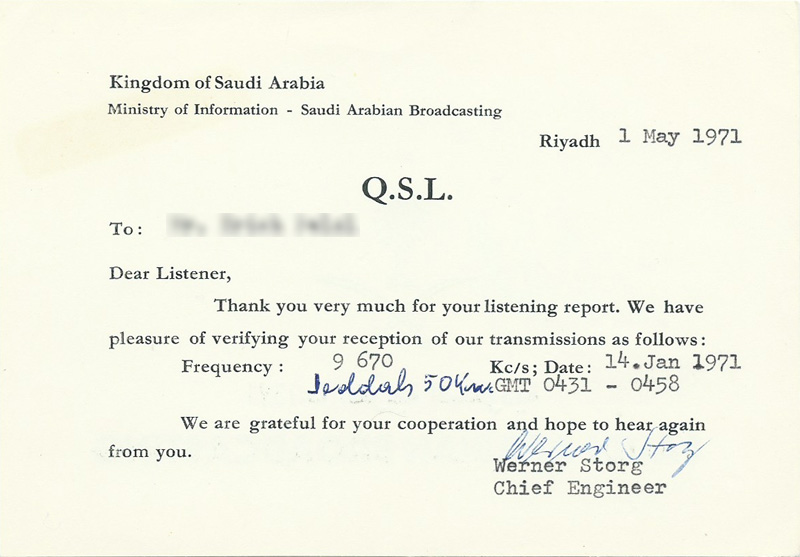 Kingdom of Saudi Arabia
Ministry of Information - Saudi Arabian Broadcasting
Riyadh 1 May 1971
Q.S.L.
To:
Dear Listener,
Thank you very much for your listening report. We have
pleasure of verifying your reception of our transmissions as follows:
Frequency: 9 670 Kc/s; Date: 14.Jan 1971
Jeddah 50Kw. GMT 0431 - 0458
We are grateful for your cooperation and hope to hear again
from you.
Werner Storg
Werner Storg
Chief Engineer